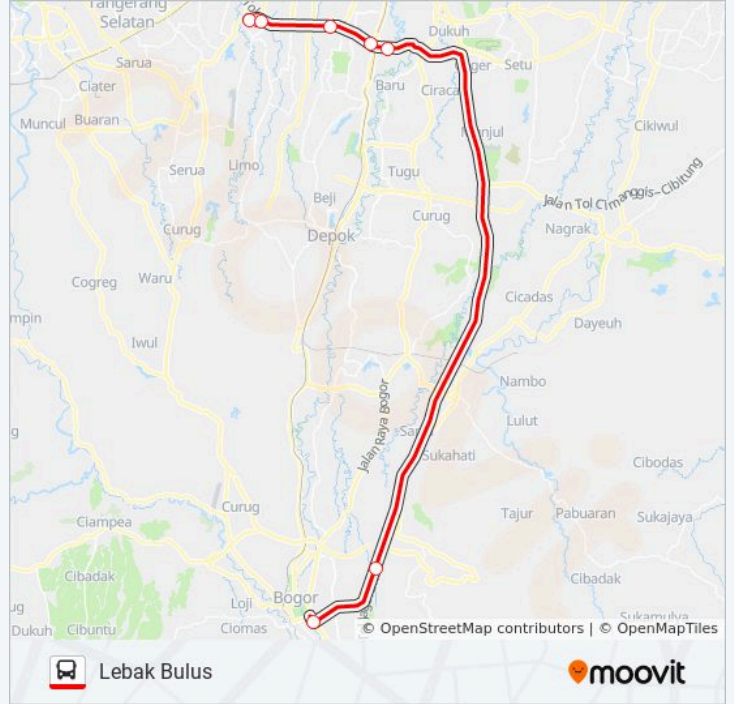 Tangerang
Selatan
Dukuh
Sarua
Setu
Ciater
Baru
Muncul
Buaran
Cikiwul
Limo
Serua
Tugu
Beji
Jalan Tol Cimanggis-Cibitung
Curug
Curug
Depok
Nagrak
Waru
Cogreg
Cicadas
Dayeuh
Iwul
Nambo
Jalan Raya Bogor
Lulut
Sukahati
Cibodas
Curug
Tajur
Pabuaran
Sukajaya
Ciampea
Cibadak
Cibadak
Bogor
Loji
Sukamulya
Dukuh
Cibuntu
Ciomas
© OpenStreetMap contributors | © OpenMapTiles
Lebak Bulus
moovit